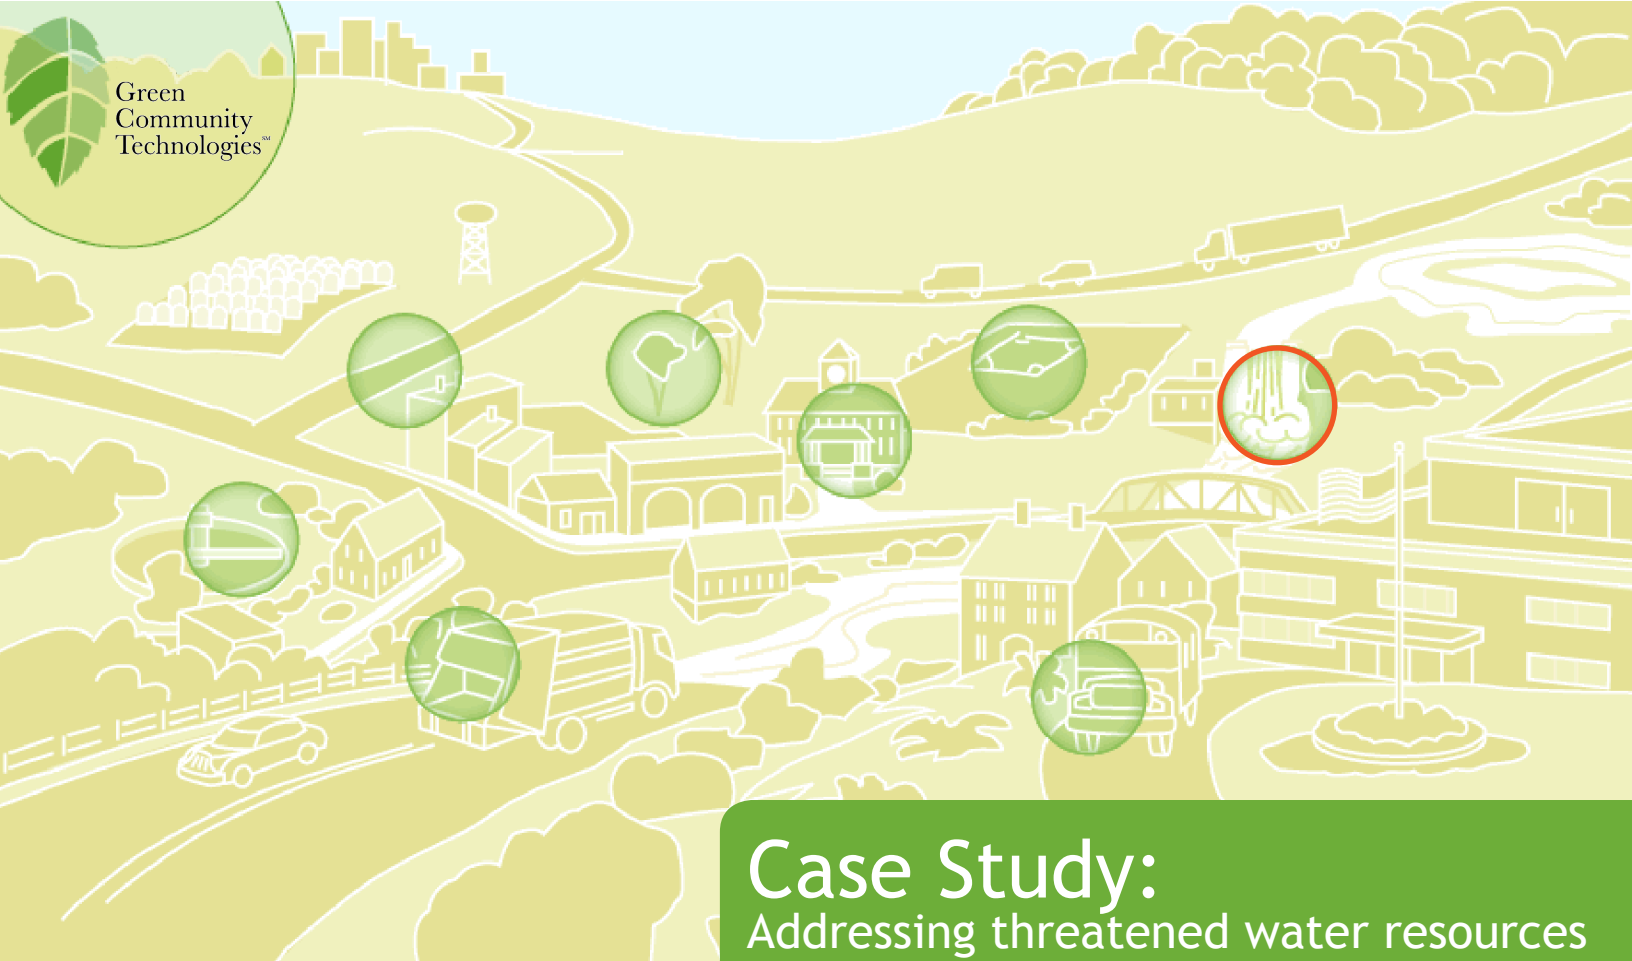 Green
Community
Technologies℠
Case Study:
Addressing threatened water resources